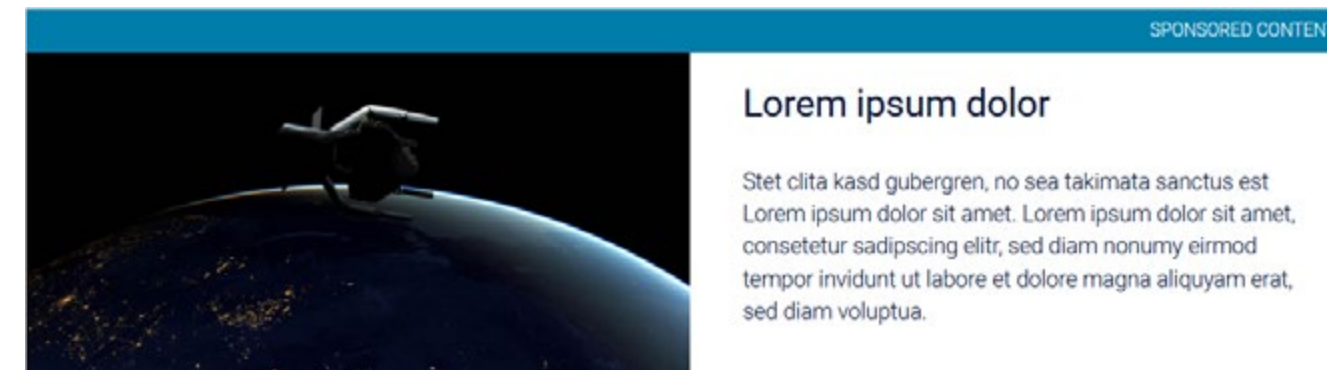 SPONSORED CONTEN
Lorem ipsum dolor
Stet clita kasd gubergren, no sea takimata sanctus est
Lorem ipsum dolor sit amet. Lorem ipsum dolor sit amet,
consetetur sadipscing elitr, sed diam nonumy eirmod
tempor invidunt ut labore et dolore magna aliquyam erat,
sed diam voluptua.